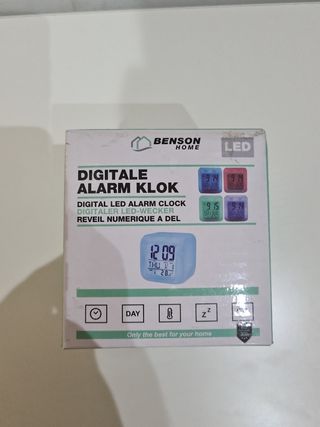 BENSON
HOME
LED
DIGITALE
ALARM KLOK
DIGITAL LED ALARM CLOCK
DIGITALER LED-WECKER
REVEIL NUMERIQUE A DEL
12 09
THU
DAY
Z Z
Only the best for your home